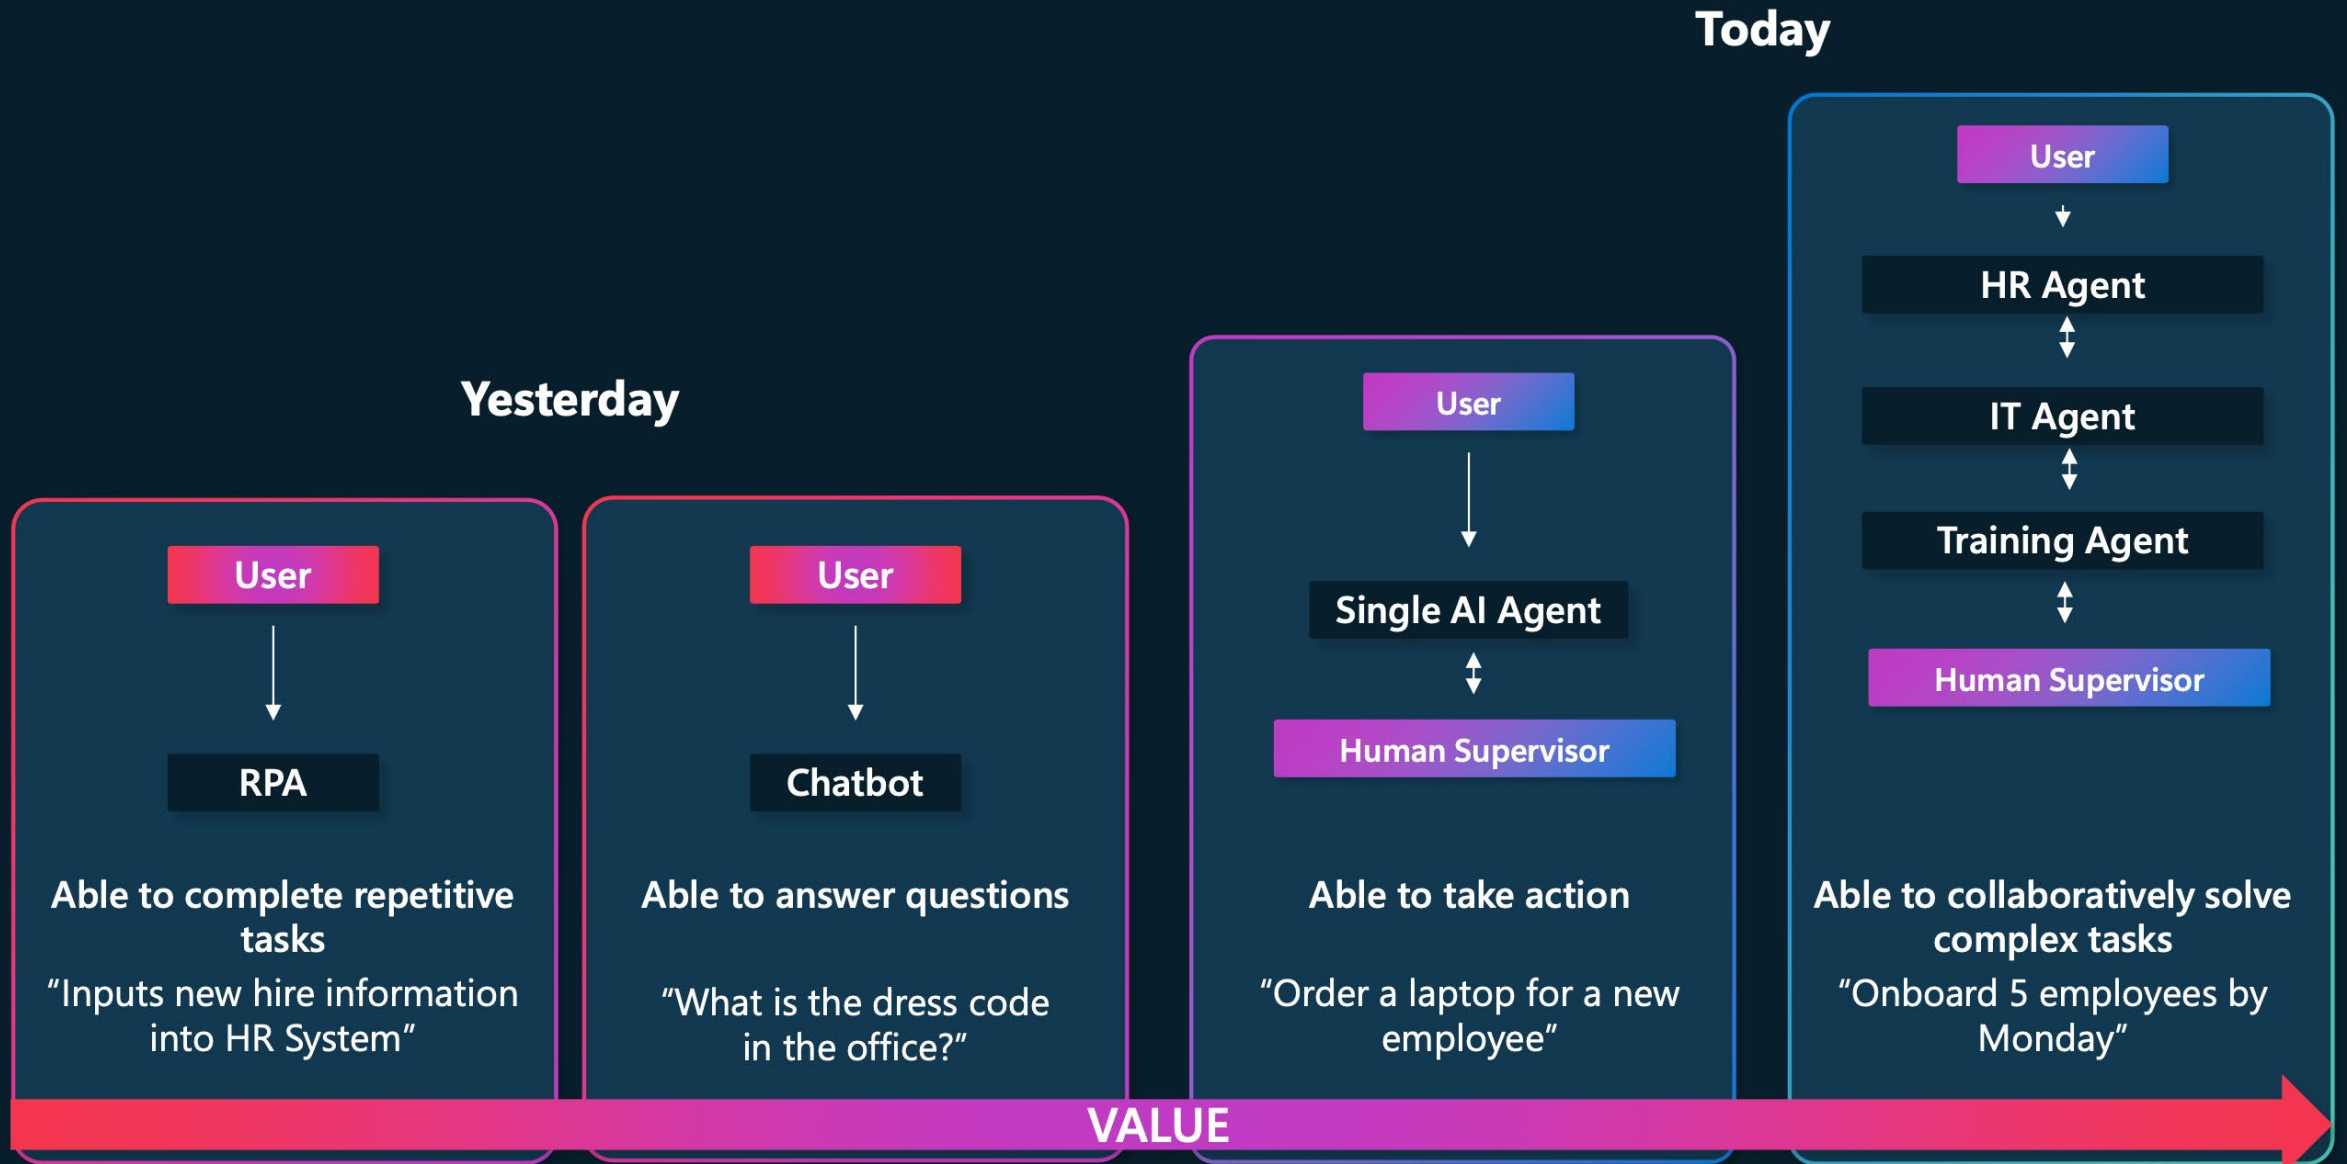 Today
Yesterday
User
RPA
Able to complete repetitive
tasks
“Inputs new hire information
into HR System”
User
Chatbot
Able to answer questions
“What is the dress code
in the office?”
User
Single AI Agent
Human Supervisor
Able to take action
“Order a laptop for a new
employee”
User
HR Agent
IT Agent
Training Agent
Human Supervisor
Able to collaboratively solve
complex tasks
“Onboard 5 employees by
Monday”
VALUE